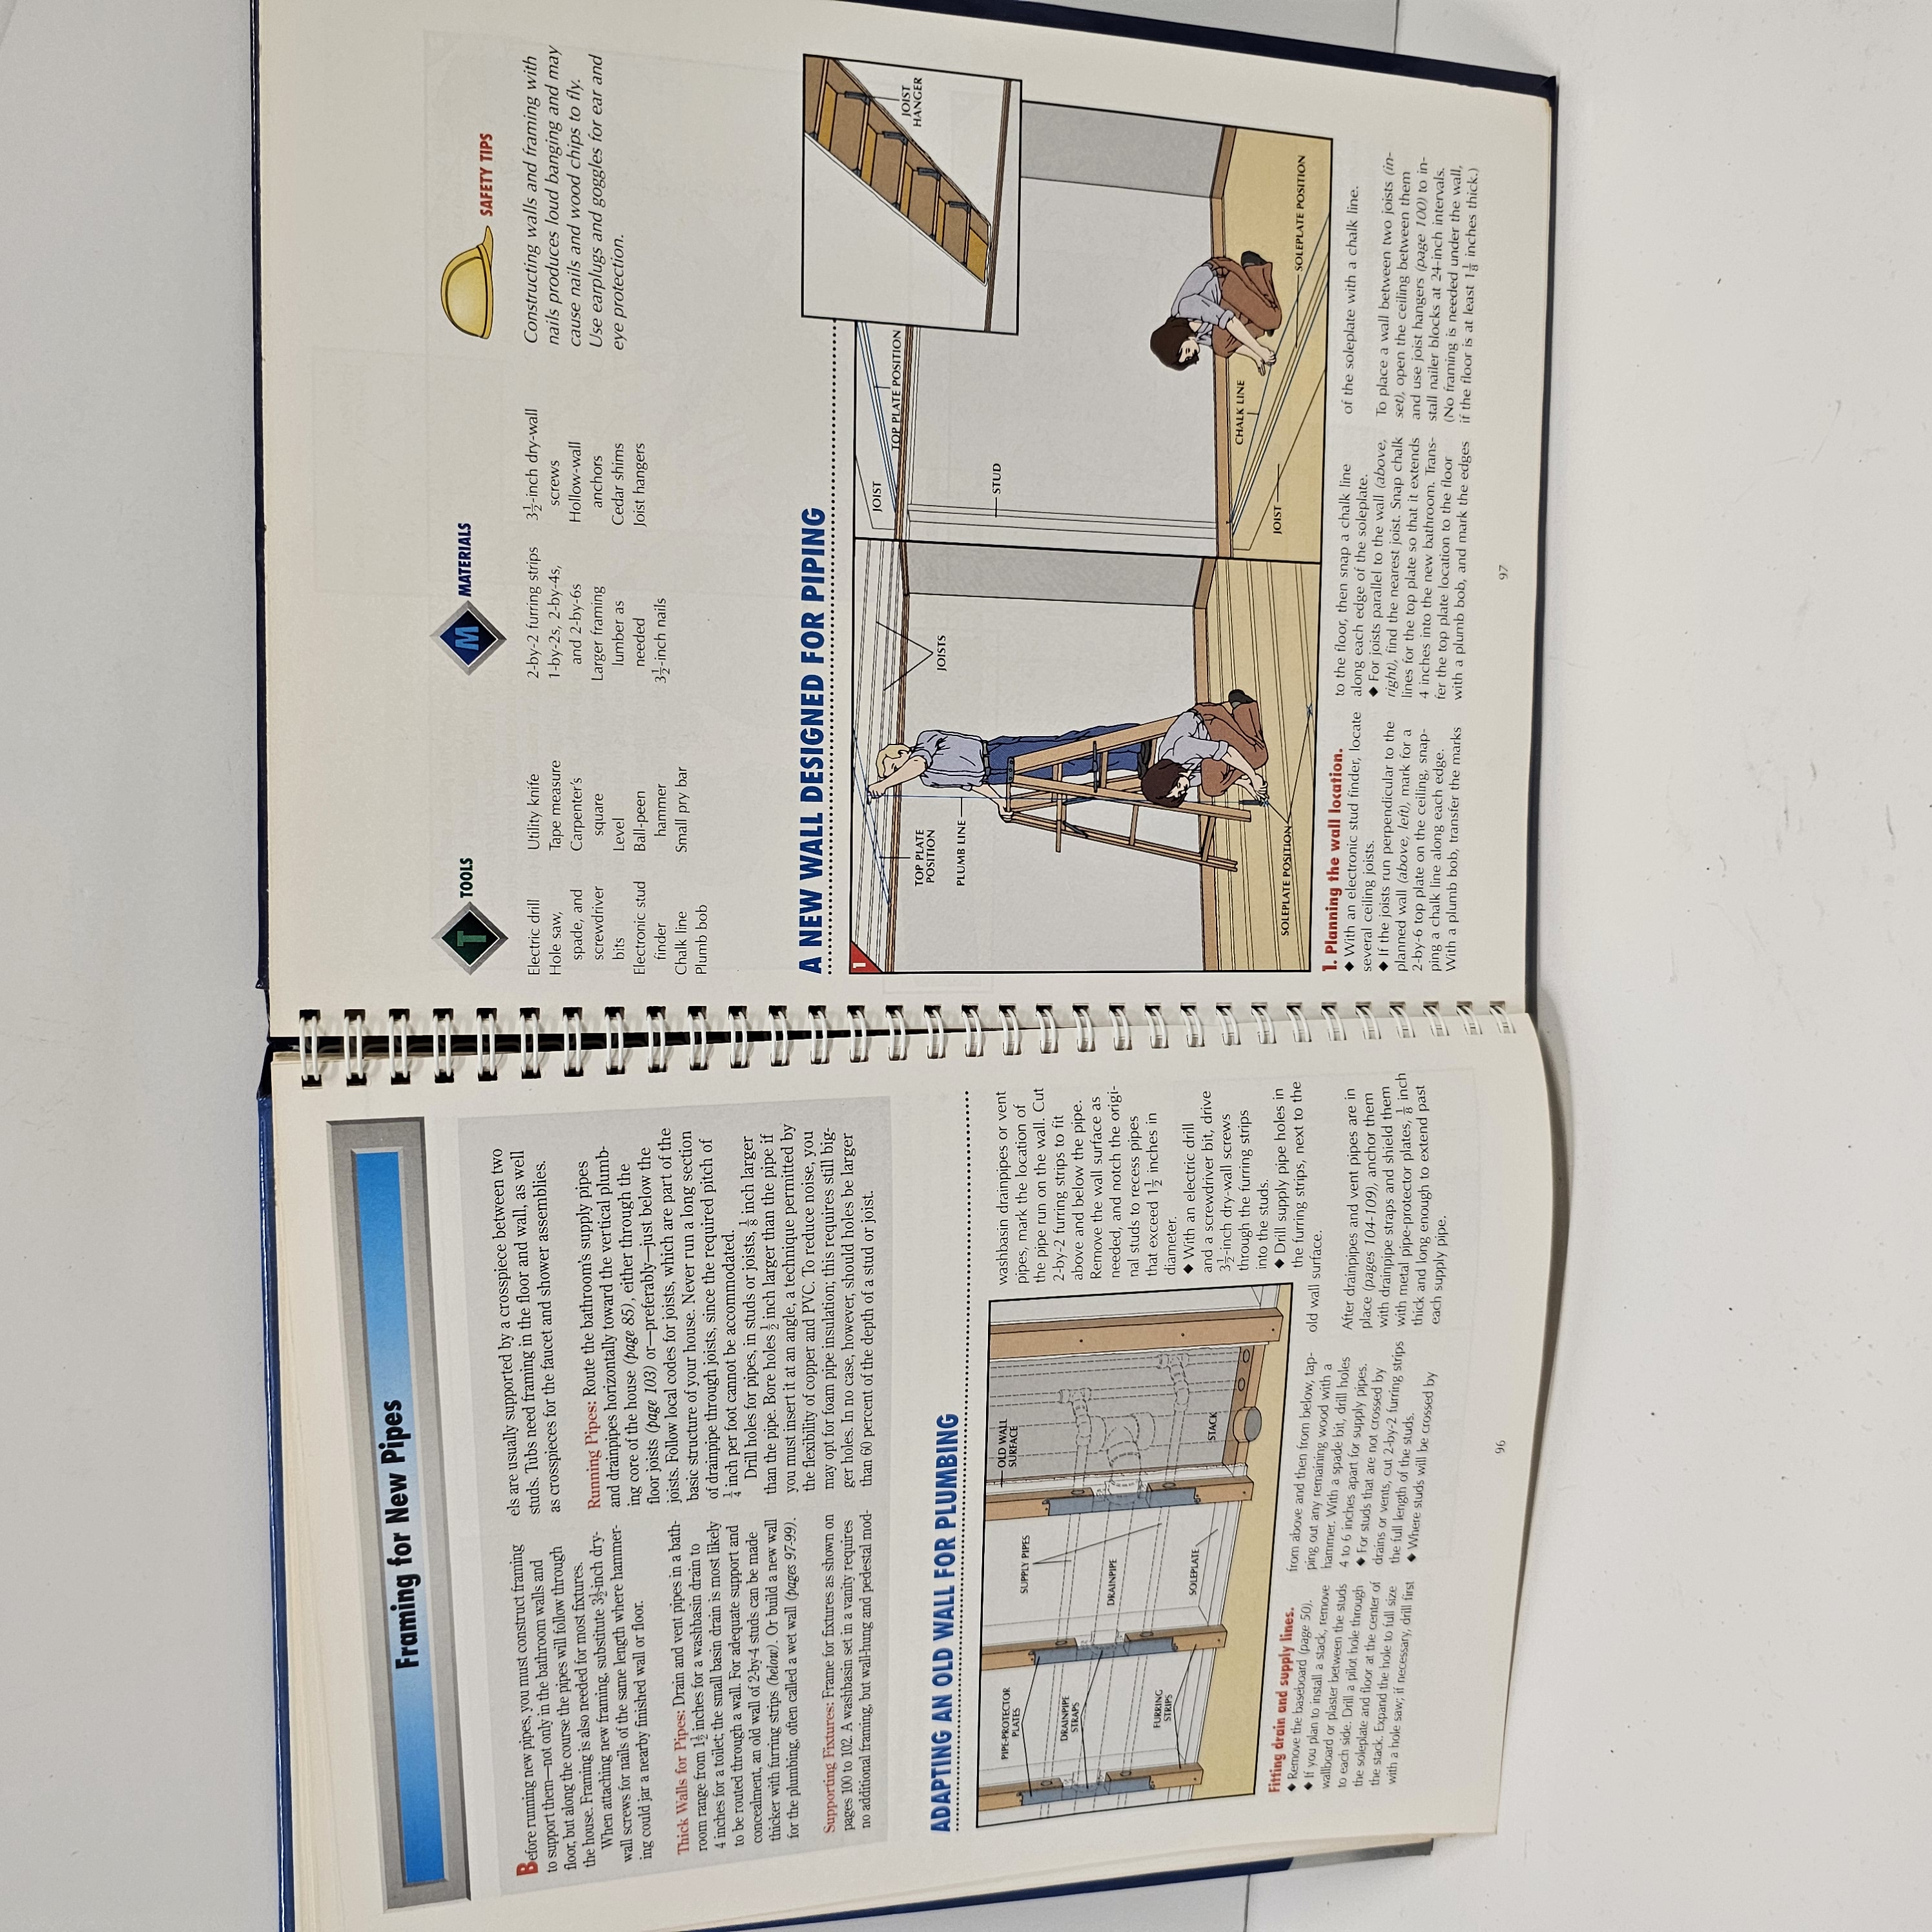 Framing for New Pipes
Before running new pipes, you must construct framing
to support them—not only in the bathroom walls and
floor, but along the course the pipes will follow through
the house. Framing is also needed for most fixtures.
When attaching new framing, substitute 3½-inch dry-
wall screws for nails of the same length where hammer-
ing could jar a nearby finished wall or floor.
Thick Walls for Pipes: Drain and vent pipes in a bath-
room range from 1½ inches for a washbasin drain to
4 inches for a toilet; the small basin drain is most likely
to be routed through a wall. For adequate support and
concealment, an old wall of 2-by-4 studs can be made
thicker with furring strips (below). Or build a new wall
for the plumbing, often called a wet wall (pages 97-99).
Supporting Fixtures: Frame for fixtures as shown on
pages 100 to 102. A washbasin set in a vanity requires
no additional framing, but wall-hung and pedestal mod-
els are usually supported by a crosspiece between two
studs. Tubs need framing in the floor and wall, as well
as crosspieces for the faucet and shower assemblies.
Running Pipes: Route the bathroom's supply pipes
and drainpipes horizontally toward the vertical plumb-
ing core of the house (page 85), either through the
floor joists (page 103) or—preferably—just below the
joists. Follow local codes for joists, which are part of the
basic structure of your house. Never run a long section
of drainpipe through joists, since the required pitch of
¼ inch per foot cannot be accommodated.
Drill holes for pipes, in studs or joists, ⅛ inch larger
than the pipe. Bore holes ½ inch larger than the pipe if
you must insert it at an angle, a technique permitted by
the flexibility of copper and PVC. To reduce noise, you
may opt for foam pipe insulation; this requires still big-
ger holes. In no case, however, should holes be larger
than 60 percent of the depth of a stud or joist.
ADAPTING AN OLD WALL FOR PLUMBING
PIPE-PROTECTOR
PLATES
SUPPLY PIPES
OLD WALL
SURFACE
DRAINPIPE
STRAPS
DRAINPIPE
FURRING
STRIPS
SOLEPLATE
STACK
Fitting drain and supply lines.
◆ Remove the baseboard (page 50).
◆ If you plan to install a stack, remove
wallboard or plaster between the studs
to each side. Drill a pilot hole through
the soleplate and floor at the center of
the stack. Expand the hole to full size
with a hole saw; if necessary, drill first
from above and then from below, tap-
ping out any remaining wood with a
hammer. With a spade bit, drill holes
4 to 6 inches apart for supply pipes.
◆ For studs that are not crossed by
drains or vents, cut 2-by-2 furring strips
the full length of the studs.
◆ Where studs will be crossed by
washbasin drainpipes or vent
pipes, mark the location of
the pipe run on the wall. Cut
2-by-2 furring strips to fit
above and below the pipe.
Remove the wall surface as
needed, and notch the origi-
nal studs to recess pipes
that exceed 1½ inches in
diameter.
◆ With an electric drill
and a screwdriver bit, drive
3½-inch dry-wall screws
through the furring strips
into the studs.
◆ Drill supply pipe holes in
the furring strips, next to the
old wall surface.
After drainpipes and vent pipes are in
place (pages 104-109), anchor them
with drainpipe straps and shield them
with metal pipe-protector plates, ⅛ inch
thick and long enough to extend past
each supply pipe.
96
T TOOLS
Electric drill
Hole saw,
spade, and
screwdriver
bits
Electronic stud
finder
Chalk line
Plumb bob
Utility knife
Tape measure
Carpenter's
square
Level
Ball-peen
hammer
Small pry bar
M MATERIALS
2-by-2 furring strips
1-by-2s, 2-by-4s,
and 2-by-6s
Larger framing
lumber as
needed
3½-inch nails
3½-inch dry-wall
screws
Hollow-wall
anchors
Cedar shims
Joist hangers
SAFETY TIPS
Constructing walls and framing with
nails produces loud banging and may
cause nails and wood chips to fly.
Use earplugs and goggles for ear and
eye protection.
A NEW WALL DESIGNED FOR PIPING
1
TOP PLATE
POSITION
PLUMB LINE
JOISTS
SOLEPLATE POSITION
JOIST
TOP PLATE POSITION
STUD
CHALK LINE
JOIST
SOLEPLATE POSITION
JOIST
HANGER
1. Planning the wall location.
◆ With an electronic stud finder, locate
several ceiling joists.
◆ If the joists run perpendicular to the
planned wall (above, left), mark for a
2-by-6 top plate on the ceiling, snap-
ping a chalk line along each edge.
With a plumb bob, transfer the marks
to the floor, then snap a chalk line
along each edge of the soleplate.
◆ For joists parallel to the wall (above,
right), find the nearest joist. Snap chalk
lines for the top plate so that it extends
4 inches into the new bathroom. Trans-
fer the top plate location to the floor
with a plumb bob, and mark the edges
of the soleplate with a chalk line.
To place a wall between two joists (in-
set), open the ceiling between them
and use joist hangers (page 100) to in-
stall nailer blocks at 24-inch intervals.
(No framing is needed under the wall,
if the floor is at least 1⅛ inches thick.)
97